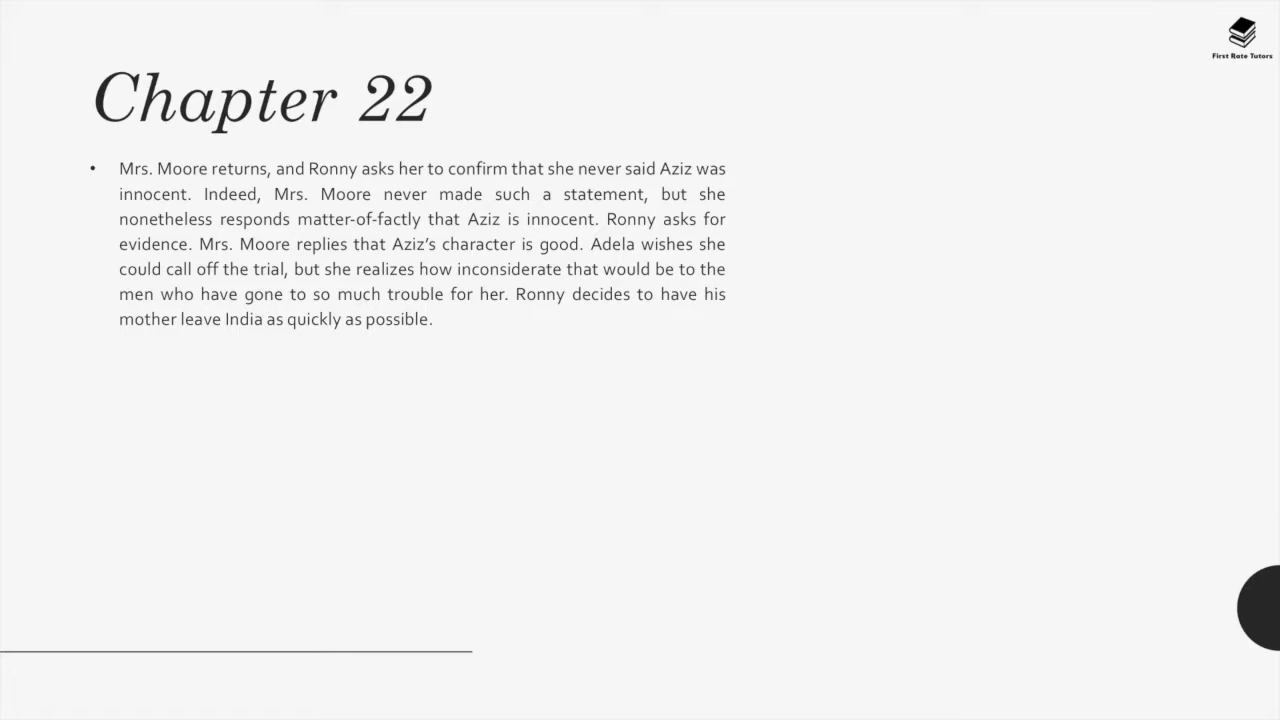 First Rate Tutors
Chapter 22
• Mrs. Moore returns, and Ronny asks her to confirm that she never said Aziz was
innocent. Indeed, Mrs. Moore never made such a statement, but she
nonetheless responds matter-of-factly that Aziz is innocent. Ronny asks for
evidence. Mrs. Moore replies that Aziz’s character is good. Adela wishes she
could call off the trial, but she realizes how inconsiderate that would be to the
men who have gone to so much trouble for her. Ronny decides to have his
mother leave India as quickly as possible.